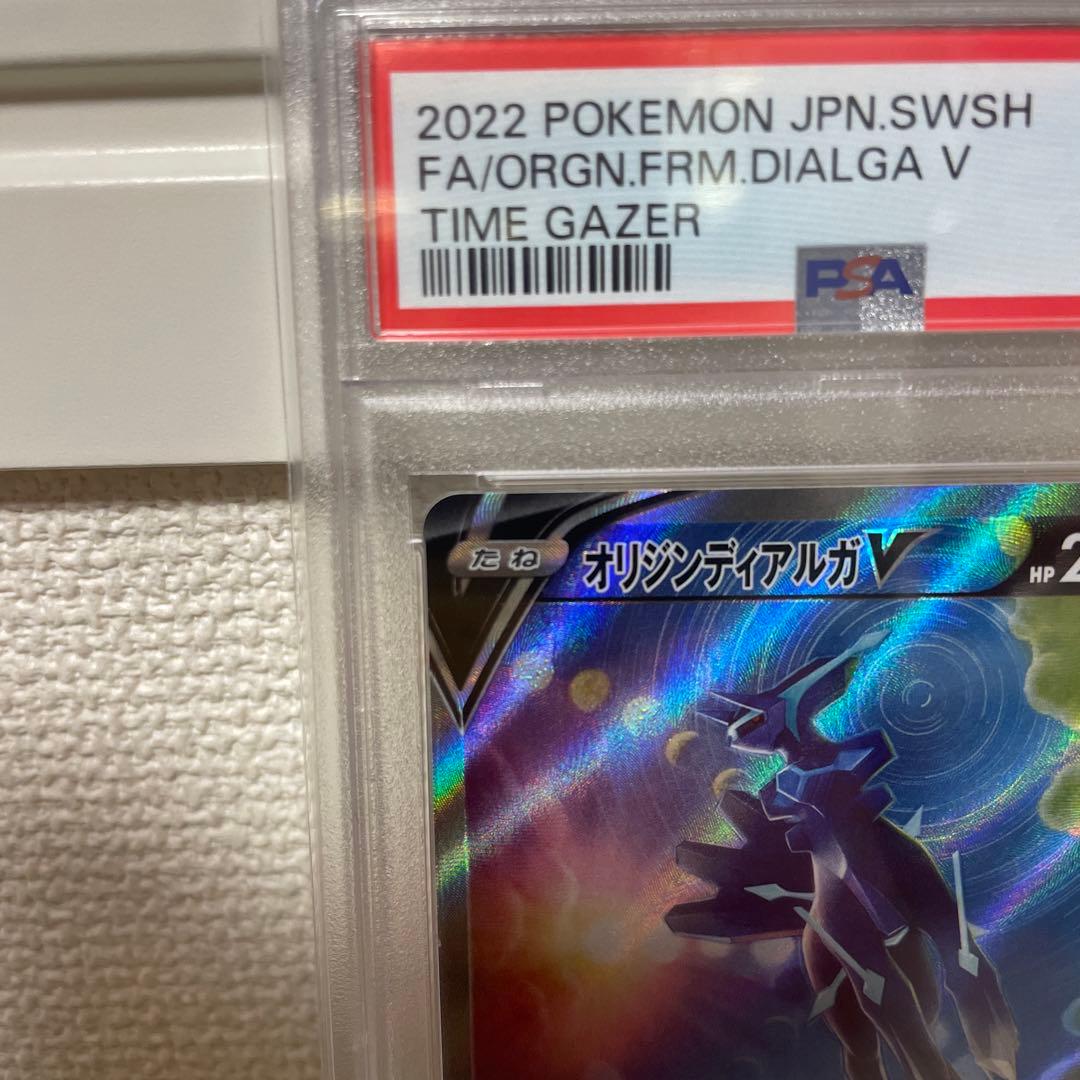 2022 POKEMON JPN.SWSH
FA/ORGN.FRM.DIALGA V
TIME GAZER
PSA
たね オリジンディアルガV HP 2